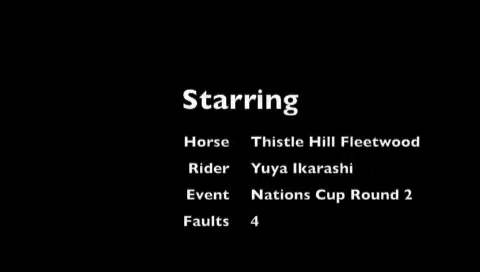 Starring
Horse Thistle Hill Fleetwood
Rider Yuya Ikarashi
Event Nations Cup Round 2
Faults 4